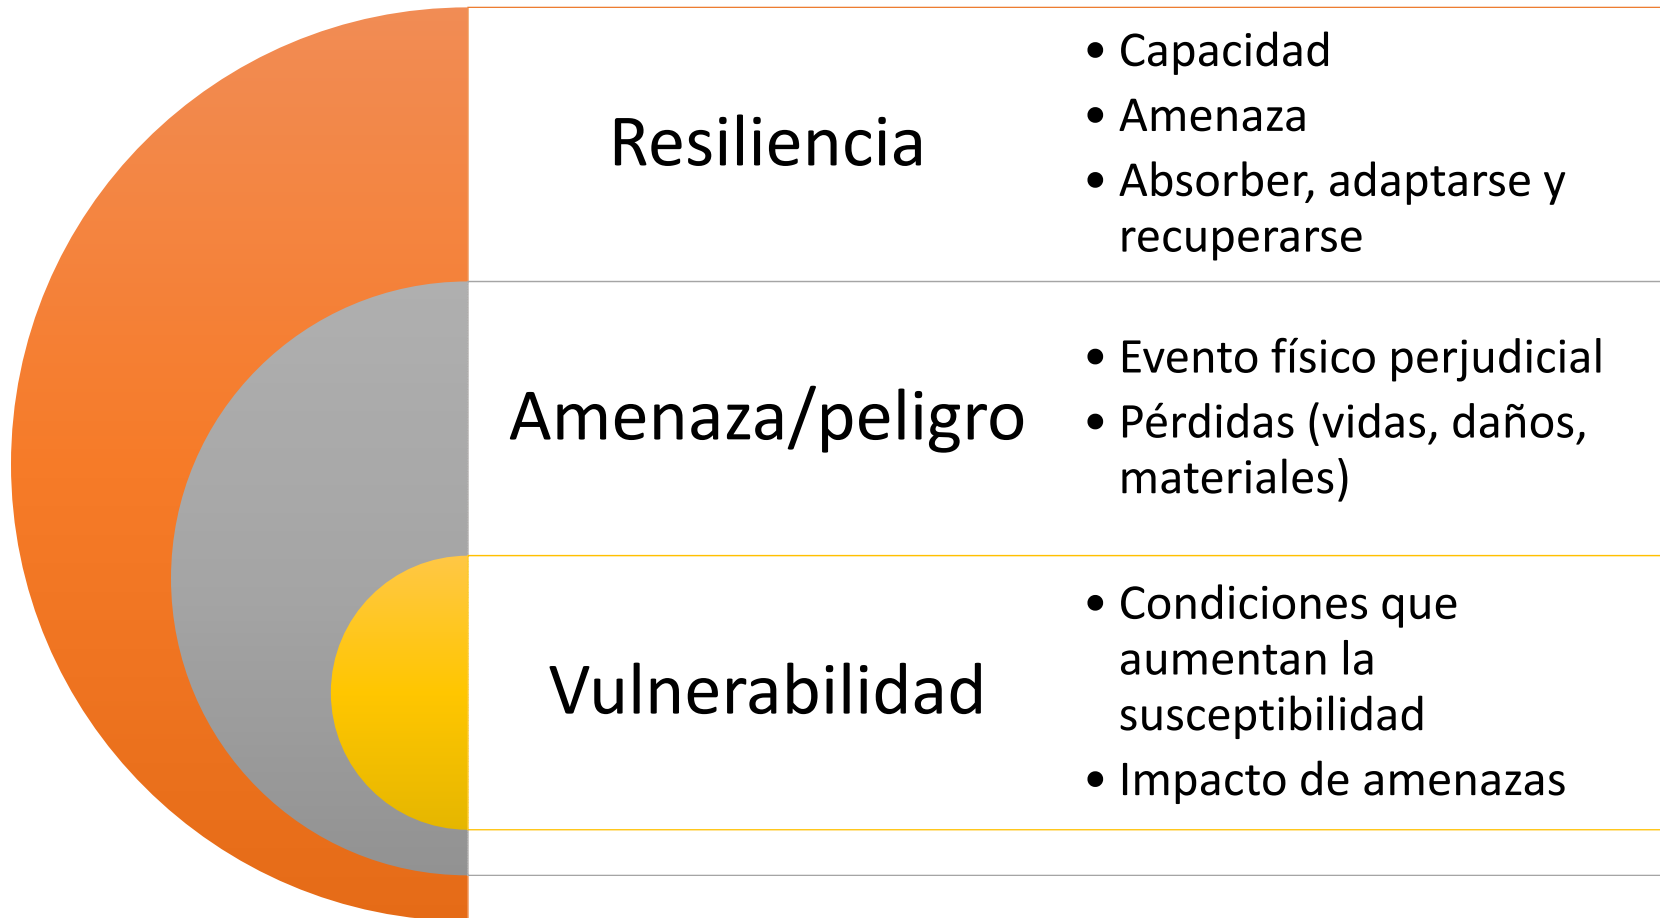 Resiliencia
• Capacidad
• Amenaza
• Absorber, adaptarse y
recuperarse
Amenaza/peligro
• Evento físico perjudicial
• Pérdidas (vidas, daños,
materiales)
Vulnerabilidad
• Condiciones que
aumentan la
susceptibilidad
• Impacto de amenazas